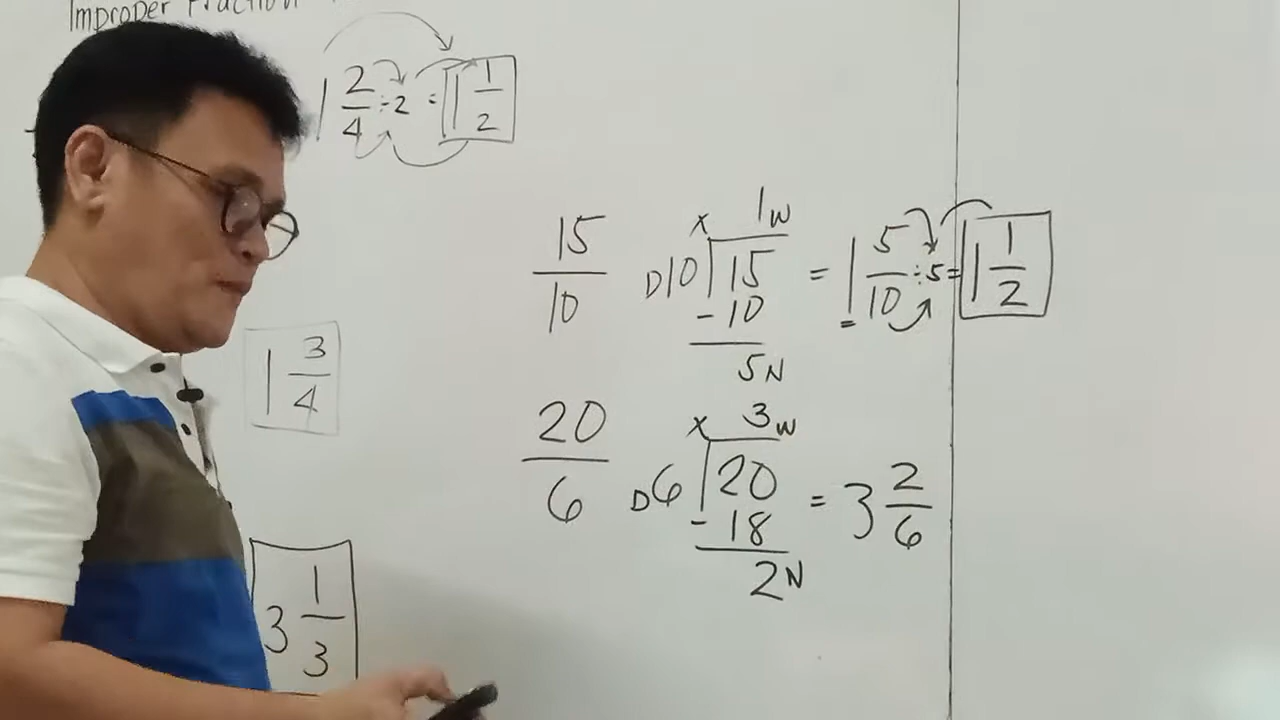 Improper Fraction
1 2/4 ÷ 2 = 1 1/2
15/10
x 1w
D10 15 = 1 5/10 ÷ 5 = 1 1/2
- 10
5N
1 3/4
20/6
x 3w
D6 20 = 3 2/6
- 18
2N
3 1/3